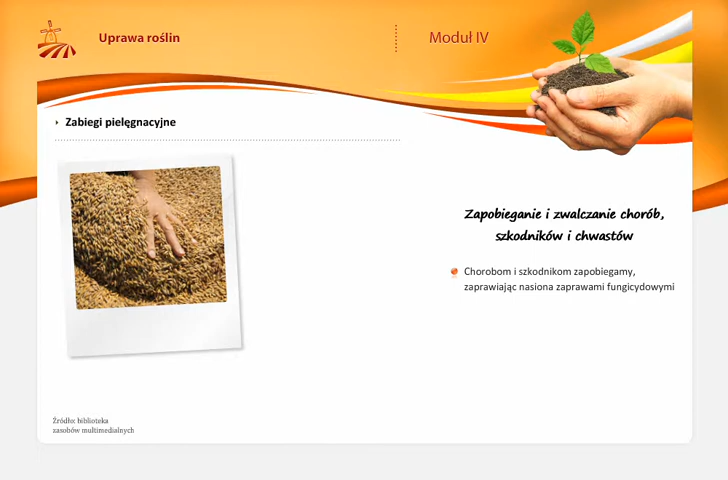 Uprawa roślin
Moduł IV
Zabiegi pielęgnacyjne
Zapobieganie i zwalczanie chorób,
szkodników i chwastów
Chorobom i szkodnikom zapobiegamy,
zaprawiając nasiona zaprawami fungicydowymi
Źródło: biblioteka
zasobów multimedialnych